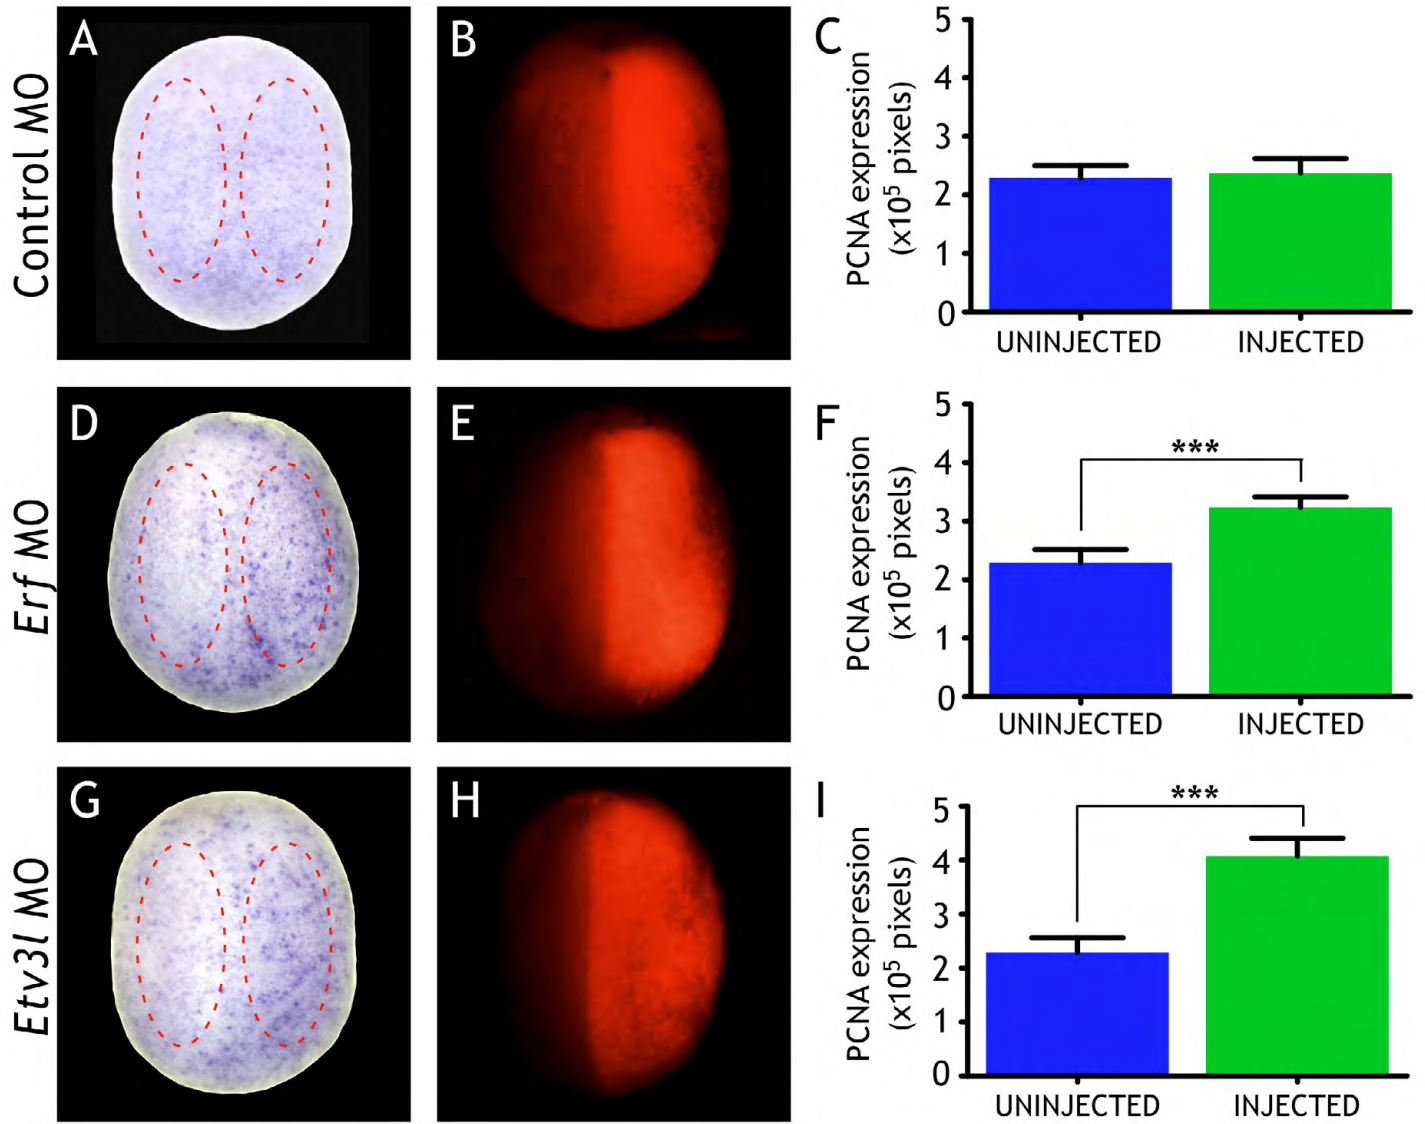 Control MO
A
B
C
PCNA expression
(x10⁵ pixels)
5
4
3
2
1
0
UNINJECTED
INJECTED
Erf MO
D
E
F
PCNA expression
(x10⁵ pixels)
5
4
3
2
1
0
***
UNINJECTED
INJECTED
Etv3l MO
G
H
I
PCNA expression
(x10⁵ pixels)
5
4
3
2
1
0
***
UNINJECTED
INJECTED